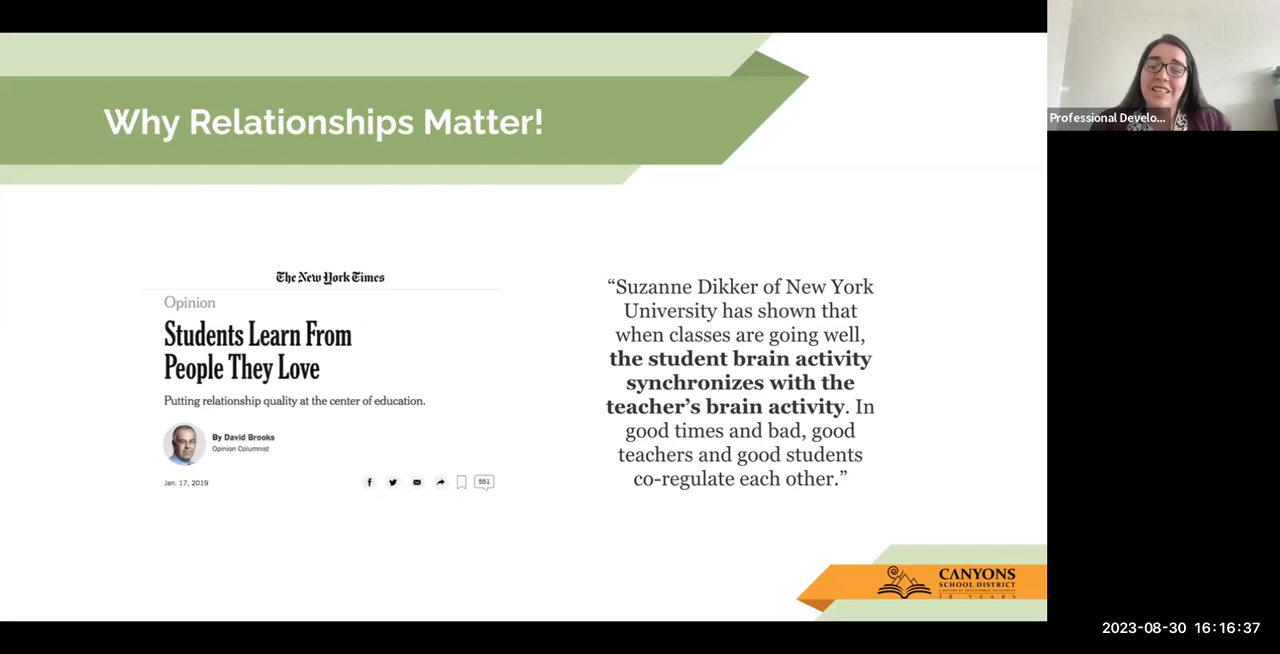 Why Relationships Matter!
The New York Times
Opinion
Students Learn From
People They Love
Putting relationship quality at the center of education.
By David Brooks
Opinion Columnist
Jan. 17, 2019
551
“Suzanne Dikker of New York
University has shown that
when classes are going well,
the student brain activity
synchronizes with the
teacher’s brain activity. In
good times and bad, good
teachers and good students
co-regulate each other.”
CANYONS
SCHOOL DISTRICT
Professional Develo...
2023-08-30 16:16:37